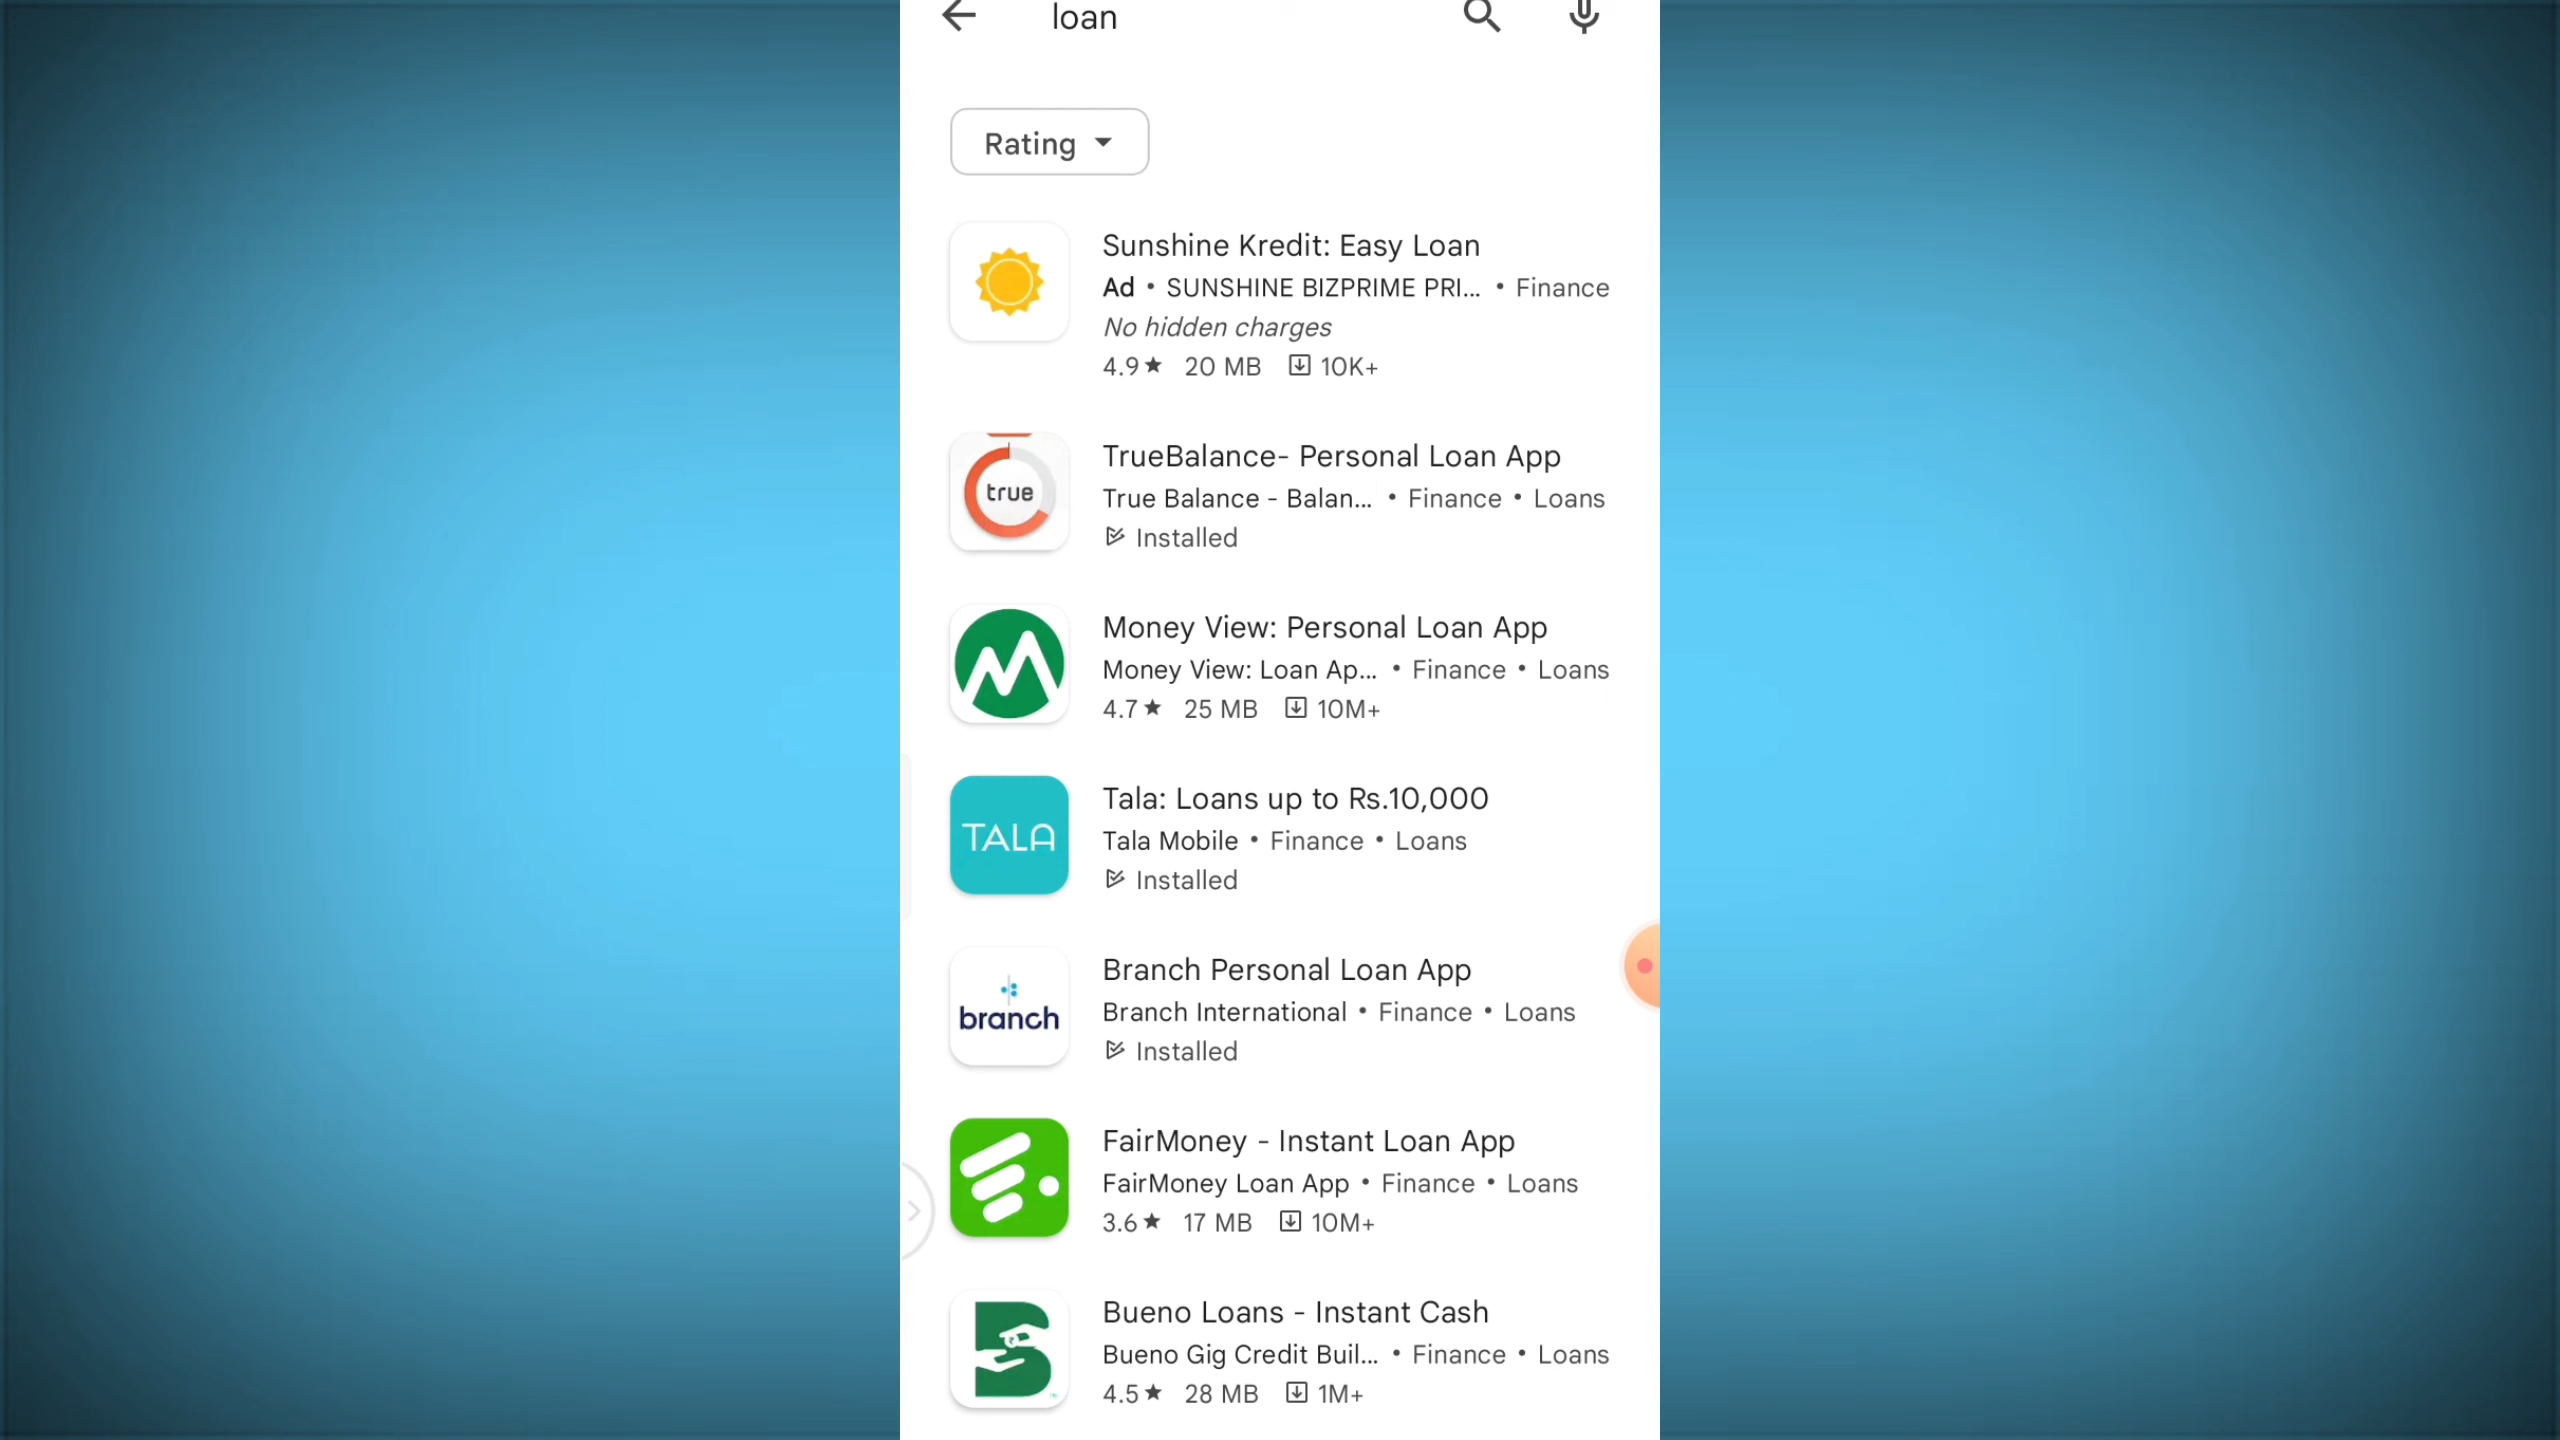 loan
Rating
Sunshine Kredit: Easy Loan
Ad • SUNSHINE BIZPRIME PRI... • Finance
No hidden charges
4.9★ 20 MB 10K+
true
TrueBalance- Personal Loan App
True Balance - Balan... • Finance • Loans
Installed
Money View: Personal Loan App
Money View: Loan Ap... • Finance • Loans
4.7★ 25 MB 10M+
TALA
Tala: Loans up to Rs.10,000
Tala Mobile • Finance • Loans
Installed
branch
Branch Personal Loan App
Branch International • Finance • Loans
Installed
FairMoney - Instant Loan App
FairMoney Loan App • Finance • Loans
3.6★ 17 MB 10M+
Bueno Loans - Instant Cash
Bueno Gig Credit Buil... • Finance • Loans
4.5★ 28 MB 1M+